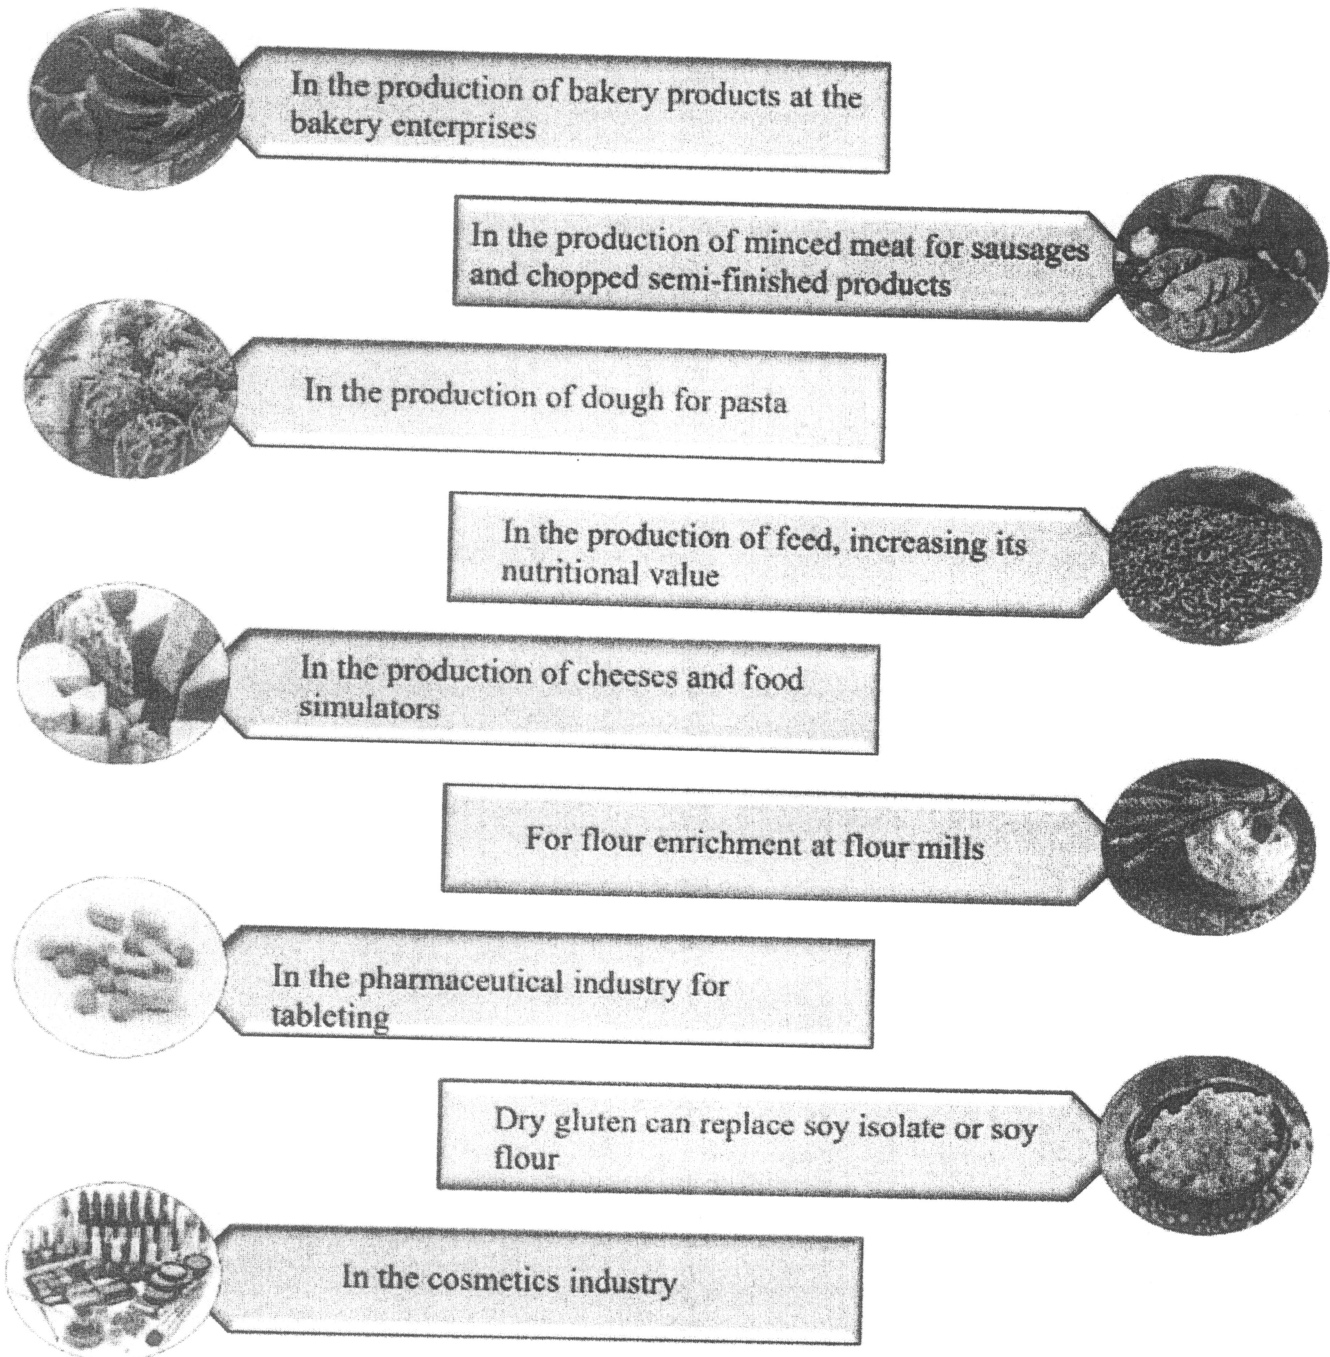 In the production of bakery products at the
bakery enterprises
In the production of minced meat for sausages
and chopped semi-finished products
In the production of dough for pasta
In the production of feed, increasing its
nutritional value
In the production of cheeses and food
simulators
For flour enrichment at flour mills
In the pharmaceutical industry for
tableting
Dry gluten can replace soy isolate or soy
flour
In the cosmetics industry